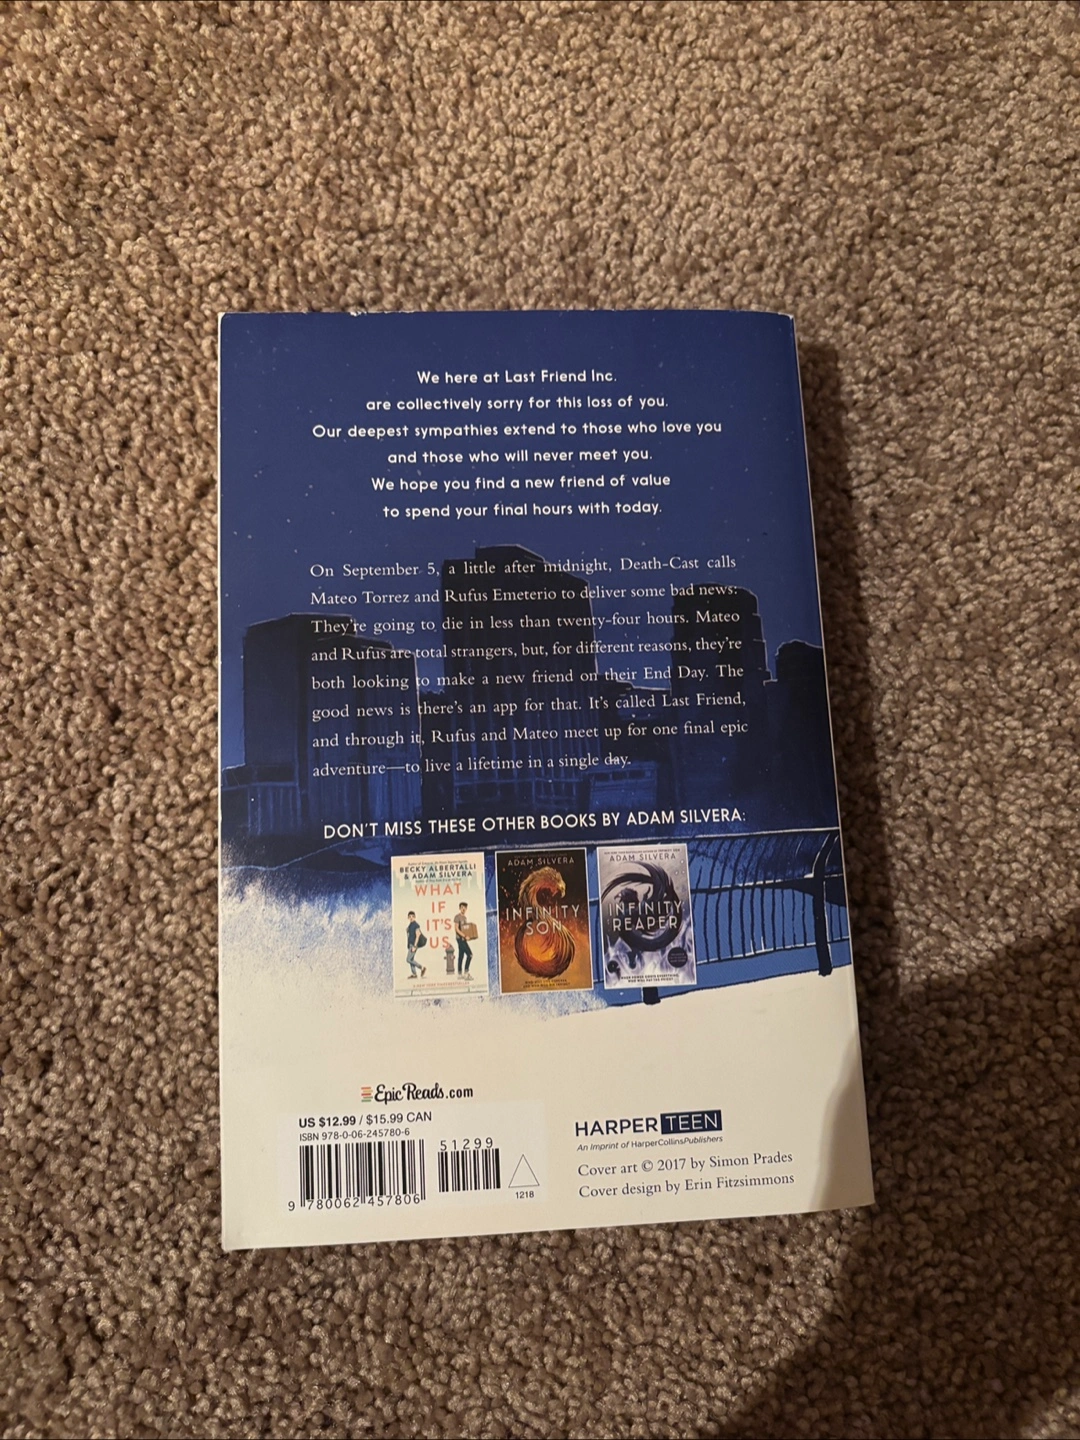 We here at Last Friend Inc.
are collectively sorry for this loss of you.
Our deepest sympathies extend to those who love you
and those who will never meet you.
We hope you find a new friend of value
to spend your final hours with today.
On September 5, a little after midnight, Death-Cast calls
Mateo Torrez and Rufus Emeterio to deliver some bad news:
They're going to die in less than twenty-four hours. Mateo
and Rufus are total strangers, but, for different reasons, they're
both looking to make a new friend on their End Day. The
good news is there's an app for that. It's called Last Friend,
and through it, Rufus and Mateo meet up for one final epic
adventure—to live a lifetime in a single day.
DON'T MISS THESE OTHER BOOKS BY ADAM SILVERA:
BECKY ALBERTALLI
& ADAM SILVERA
WHAT
IF
IT'S
US
ADAM SILVERA
INFINITY
SON
ADAM SILVERA
INFINITY
REAPER
EpicReads.com
US $12.99 / $15.99 CAN
ISBN 978-0-06-245780-6
51299
9 780062 457806
1218
HARPER TEEN
An Imprint of HarperCollinsPublishers
Cover art © 2017 by Simon Prades
Cover design by Erin Fitzsimmons